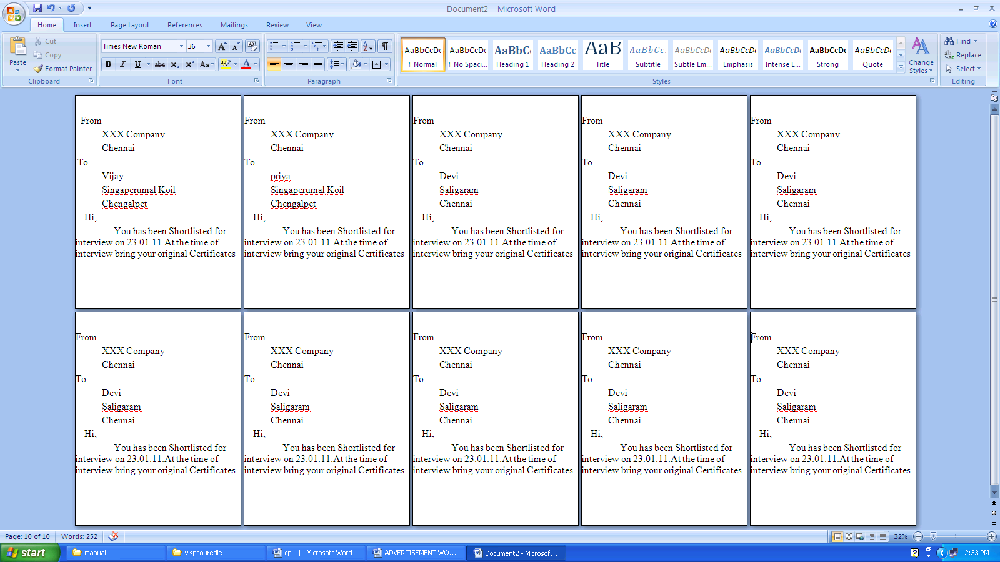 Document2 - Microsoft Word
Home Insert Page Layout References Mailings Review View
Paste
Cut
Copy
Format Painter
Clipboard
Times New Roman 36
Font
Paragraph
AaBbCcDc AaBbCcDc AaBbCc AaBbCc AaB AaBbCc. AaBbCcDc AaBbCcDc AaBbCcDc AaBbCcDc AaBbCcDc
¶ Normal ¶ No Spaci... Heading 1 Heading 2 Title Subtitle Subtle Em... Emphasis Intense E... Strong Quote
Change Styles
Styles
Find
Replace
Select
Editing
From
XXX Company
Chennai
To
Vijay
Singaperumal Koil
Chengalpet
Hi,
You has been Shortlisted for
interview on 23.01.11.At the time of
interview bring your original Certificates
From
XXX Company
Chennai
To
priya
Singaperumal Koil
Chengalpet
Hi,
You has been Shortlisted for
interview on 23.01.11.At the time of
interview bring your original Certificates
From
XXX Company
Chennai
To
Devi
Saligaram
Chennai
Hi,
You has been Shortlisted for
interview on 23.01.11.At the time of
interview bring your original Certificates
From
XXX Company
Chennai
To
Devi
Saligaram
Chennai
Hi,
You has been Shortlisted for
interview on 23.01.11.At the time of
interview bring your original Certificates
From
XXX Company
Chennai
To
Devi
Saligaram
Chennai
Hi,
You has been Shortlisted for
interview on 23.01.11.At the time of
interview bring your original Certificates
From
XXX Company
Chennai
To
Devi
Saligaram
Chennai
Hi,
You has been Shortlisted for
interview on 23.01.11.At the time of
interview bring your original Certificates
From
XXX Company
Chennai
To
Devi
Saligaram
Chennai
Hi,
You has been Shortlisted for
interview on 23.01.11.At the time of
interview bring your original Certificates
From
XXX Company
Chennai
To
Devi
Saligaram
Chennai
Hi,
You has been Shortlisted for
interview on 23.01.11.At the time of
interview bring your original Certificates
From
XXX Company
Chennai
To
Devi
Saligaram
Chennai
Hi,
You has been Shortlisted for
interview on 23.01.11.At the time of
interview bring your original Certificates
From
XXX Company
Chennai
To
Devi
Saligaram
Chennai
Hi,
You has been Shortlisted for
interview on 23.01.11.At the time of
interview bring your original Certificates
Page: 10 of 10 Words: 252 32%
start manual vispcourefile cp[1] - Microsoft Word ADVERTISEMENT WO... Document2 - Microsof... 2:33 PM